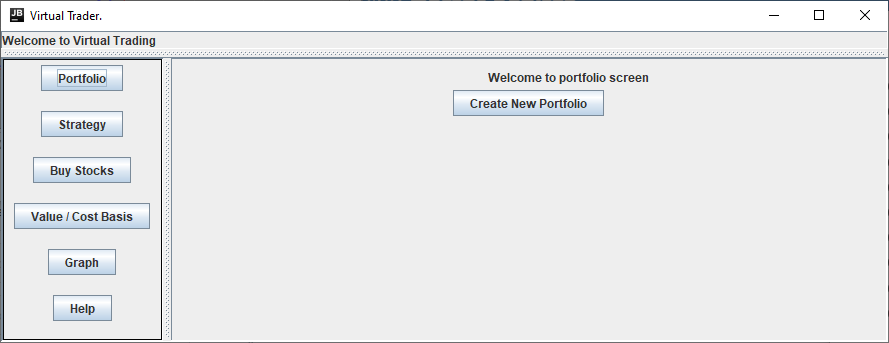 JB
Virtual Trader.
Welcome to Virtual Trading
Portfolio
Strategy
Buy Stocks
Value / Cost Basis
Graph
Help
Welcome to portfolio screen
Create New Portfolio